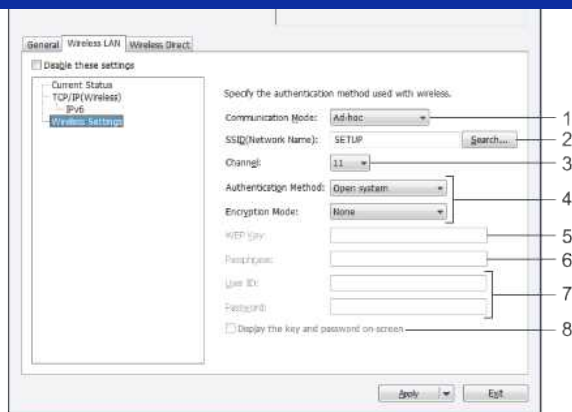 General Wireless LAN Wireless Direct
Disable these settings
Current Status
TCP/IP(Wireless)
IPv6
Wireless Settings
Specify the authentication method used with wireless.
Communication Mode: Ad-hoc 1
SSID(Network Name): SETUP Search... 2
Channel: 11 3
Authentication Method: Open system 4
Encryption Mode: None
WEP Key: 5
Passphrase: 6
User ID: 7
Password:
Display the key and password on-screen 8
Apply Exit